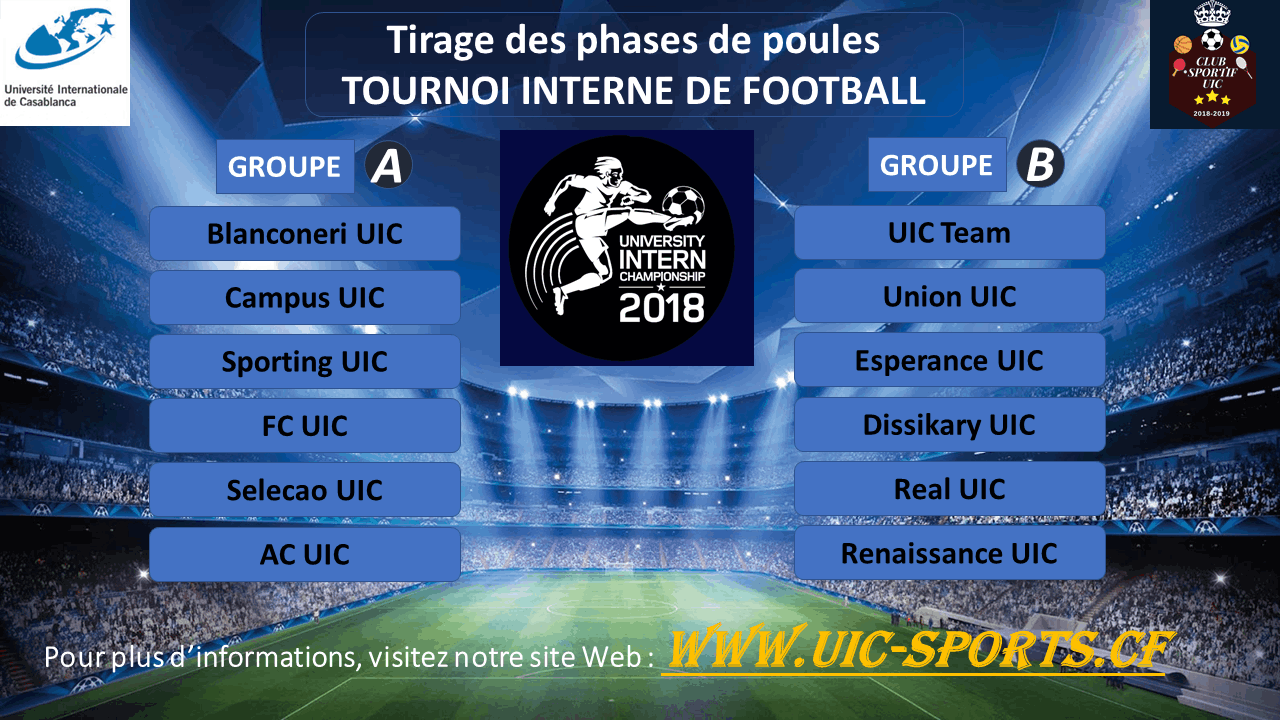 Université Internationale
de Casablanca
Tirage des phases de poules
TOURNOI INTERNE DE FOOTBALL
CLUB
SPORTIF
UIC
2018-2019
GROUPE A
Blanconeri UIC
Campus UIC
Sporting UIC
FC UIC
Selecao UIC
AC UIC
UNIVERSITY
INTERN
CHAMPIONSHIP
2018
GROUPE B
UIC Team
Union UIC
Esperance UIC
Dissikary UIC
Real UIC
Renaissance UIC
Pour plus d'informations, visitez notre site Web : WWW.UIC-SPORTS.CF